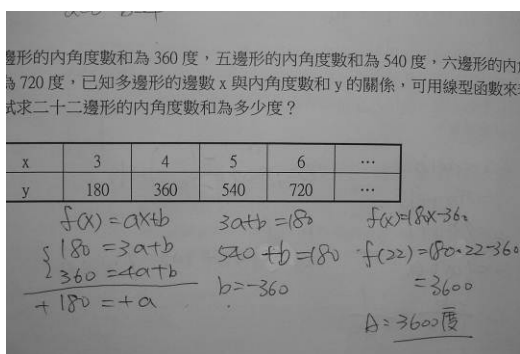 邊形的內角度數和為 360 度，五邊形的內角度數和為 540 度，六邊形的內角
為 720 度，已知多邊形的邊數 x 與內角度數和 y 的關係，可用線型函數來
試求二十二邊形的內角度數和為多少度？
x 3 4 5 6 ⋯
y 180 360 540 720 ⋯
f(x) = ax+b
180 = 3a+b
360 = 4a+b
+180 = +a
3a+b = 180
540 + b = 180
b = -360
f(x)=180x-360
f(22)=180·22-360
= 3600
A: 3600度